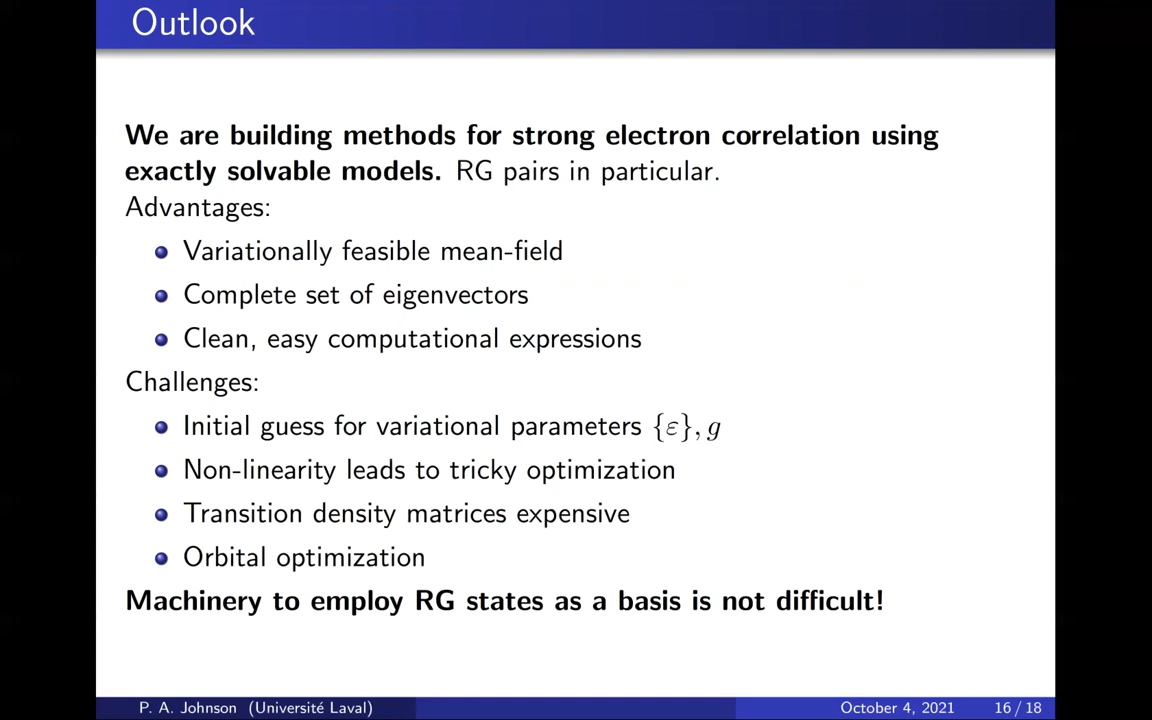 Outlook
We are building methods for strong electron correlation using
exactly solvable models. RG pairs in particular.
Advantages:
Variationally feasible mean-field
Complete set of eigenvectors
Clean, easy computational expressions
Challenges:
Initial guess for variational parameters {ε}, g
Non-linearity leads to tricky optimization
Transition density matrices expensive
Orbital optimization
Machinery to employ RG states as a basis is not difficult!
P. A. Johnson (Université Laval) October 4, 2021 16 / 18